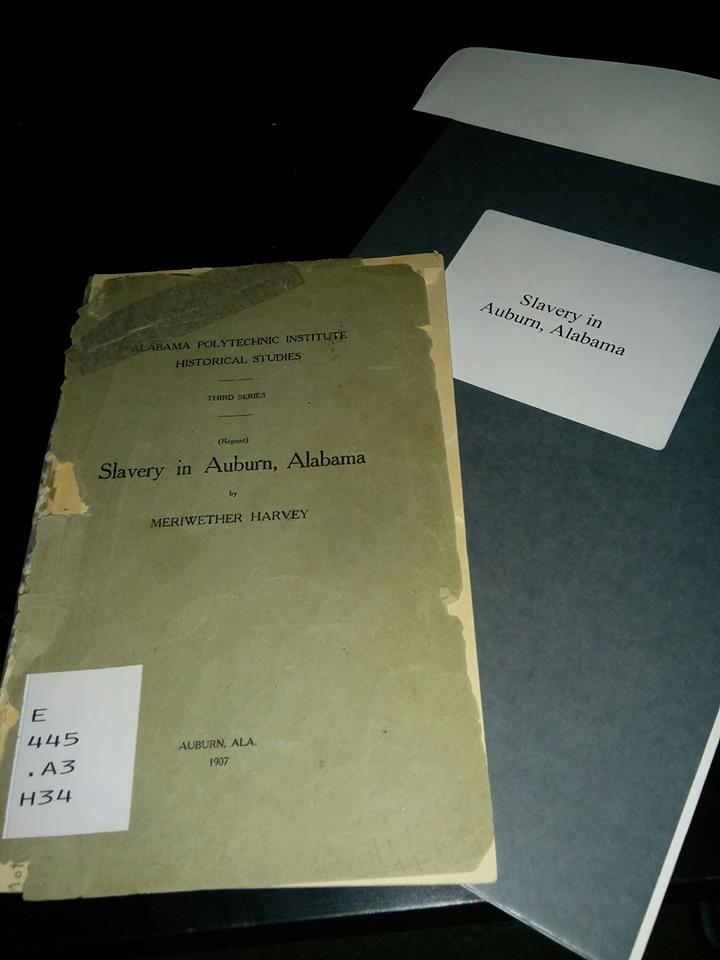 ALABAMA POLYTECHNIC INSTITUTE
HISTORICAL STUDIES
THIRD SERIES
(Reprint)
Slavery in Auburn, Alabama
by
MERIWETHER HARVEY
AUBURN, ALA.
1907
E
445
.A3
H34
Slavery in
Auburn, Alabama